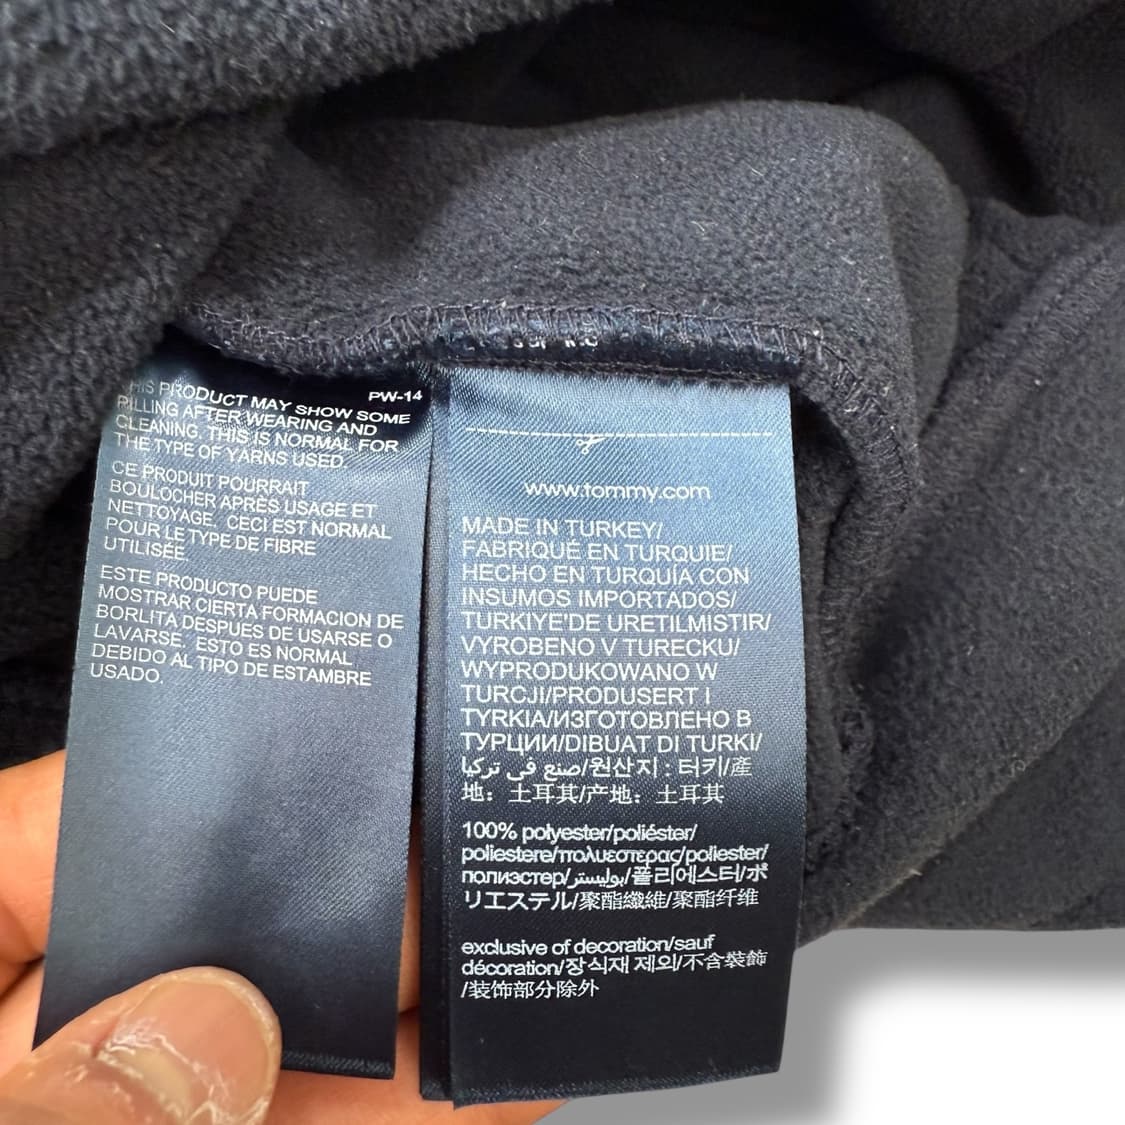 PW-14
THIS PRODUCT MAY SHOW SOME
PILLING AFTER WEARING AND
CLEANING. THIS IS NORMAL FOR
THE TYPE OF YARNS USED.
CE PRODUIT POURRAIT
BOULOCHER APRÈS USAGE ET
NETTOYAGE. CECI EST NORMAL
POUR LE TYPE DE FIBRE
UTILISÉE.
ESTE PRODUCTO PUEDE
MOSTRAR CIERTA FORMACION DE
BORLITA DESPUES DE USARSE O
LAVARSE. ESTO ES NORMAL
DEBIDO AL TIPO DE ESTAMBRE
USADO.
www.tommy.com
MADE IN TURKEY/
FABRIQUÉ EN TURQUIE/
HECHO EN TURQUÍA CON
INSUMOS IMPORTADOS/
TURKIYE'DE URETILMISTIR/
VYROBENO V TURECKU/
WYPRODUKOWANO W
TURCJI/PRODUSERT I
TYRKIA/ИЗГОТОВЛЕНО В
ТУРЦИИ/DIBUAT DI TURKI/
صنع في تركيا/원산지 : 터키/產
地：土耳其/产地：土耳其
100% polyester/poliéster/
poliestere/πολυεστερας/poliester/
полиэстер/بوليستر/폴리에스터/ポ
リエステル/聚酯纖維/聚酯纤维
exclusive of decoration/sauf
décoration/장식재 제외/不含裝飾
/装饰部分除外